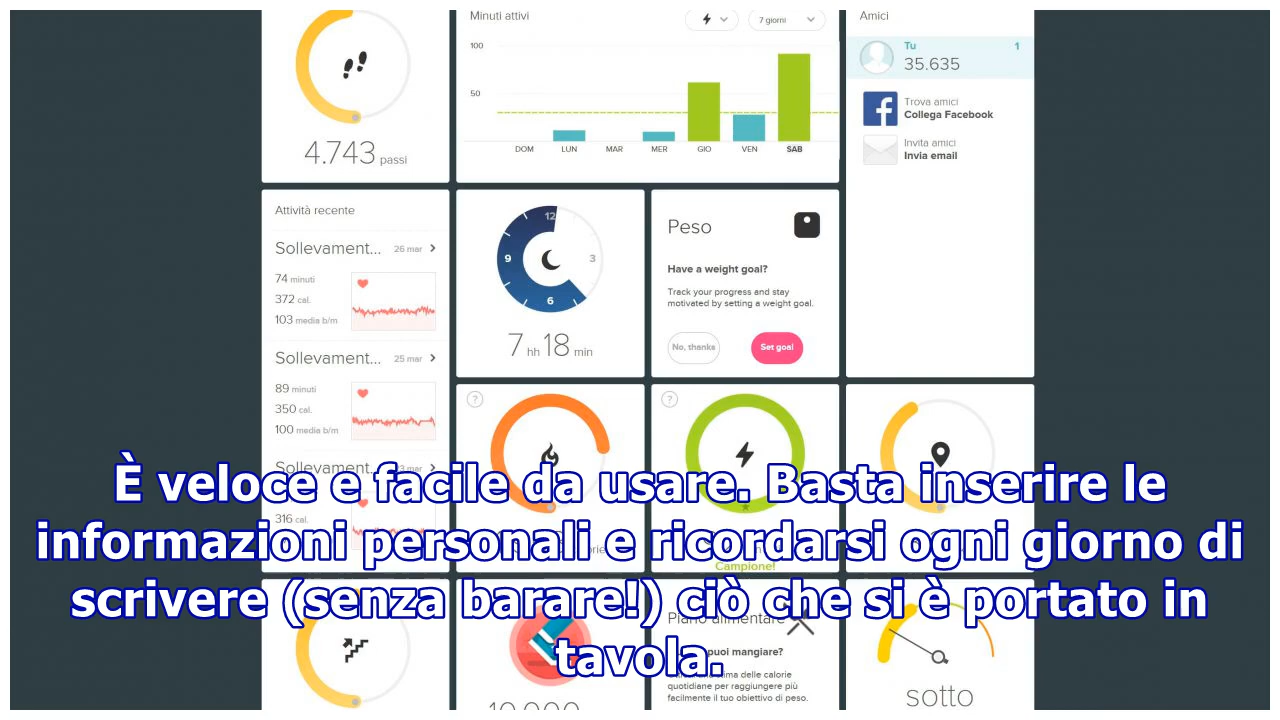 4.743 passi
Minuti attivi
7 giorni
100
50
DOM LUN MAR MER GIO VEN SAB
Amici
Tu 1
35.635
Trova amici
Collega Facebook
Invita amici
Invia email
Attività recente
Sollevament... 26 mar
74 minuti
372 cal.
103 media b/m
Sollevament... 25 mar
89 minuti
350 cal.
100 media b/m
Sollevament...
316 cal.
12
3
6
9
7 hh 18 min
Peso
Have a weight goal?
Track your progress and stay
motivated by setting a weight goal.
No, thanks
Set goal
?
?
Campione!
Piano alimentare
puoi mangiare?
delle calorie
quotidiane per raggiungere più
facilmente il tuo obiettivo di peso.
sotto
È veloce e facile da usare. Basta inserire le
informazioni personali e ricordarsi ogni giorno di
scrivere (senza barare!) ciò che si è portato in
tavola.